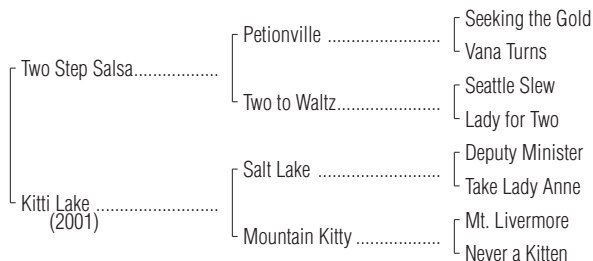 Seeking the Gold
Petionville ........................
Vana Turns
Two Step Salsa..................
Seattle Slew
Two to Waltz......................
Lady for Two
Deputy Minister
Salt Lake ..........................
Take Lady Anne
Kitti Lake ..........................
(2001)
Mt. Livermore
Mountain Kitty ..................
Never a Kitten